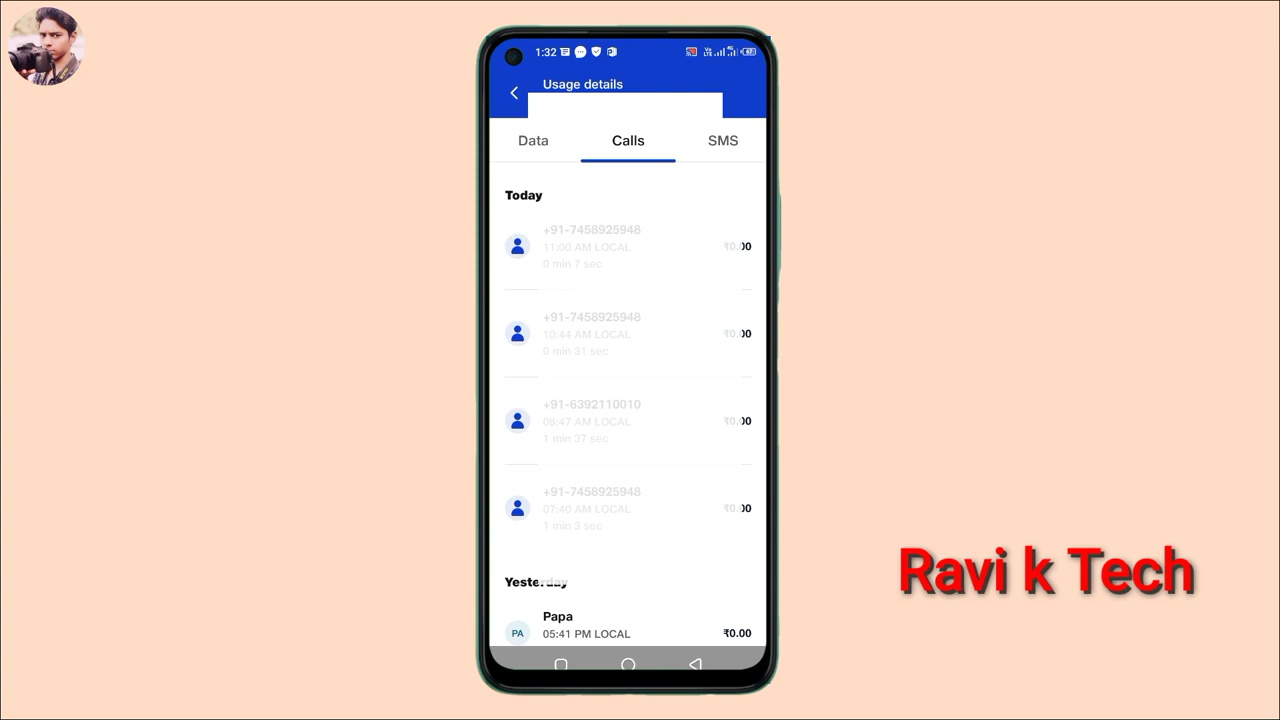 1:32
Usage details
Data
Calls
SMS
Today
+91-7458925948
11:00 AM LOCAL
₹0.00
0 min 7 sec
+91-7458925948
10:44 AM LOCAL
₹0.00
0 min 31 sec
+91-6392110010
08:47 AM LOCAL
₹0.00
1 min 37 sec
+91-7458925948
07:40 AM LOCAL
₹0.00
1 min 3 sec
Yesterday
Papa
PA
05:41 PM LOCAL
₹0.00
Ravi k Tech